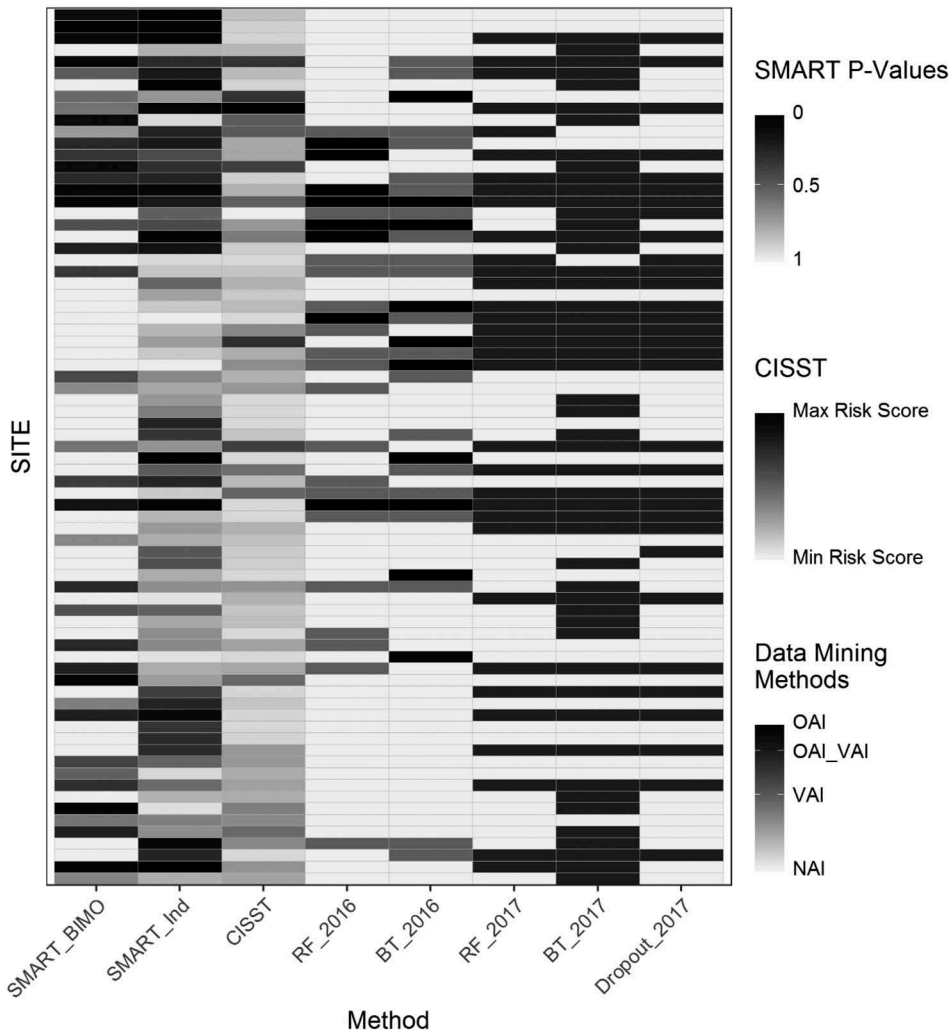 SMART P-Values
0
0.5
1
CISST
Max Risk Score
Min Risk Score
Data Mining
Methods
OAI
OAI_VAI
VAI
NAI
SITE
SMART_BIMO
SMART_Ind
CISST
RF_2016
BT_2016
RF_2017
BT_2017
Dropout_2017
Method